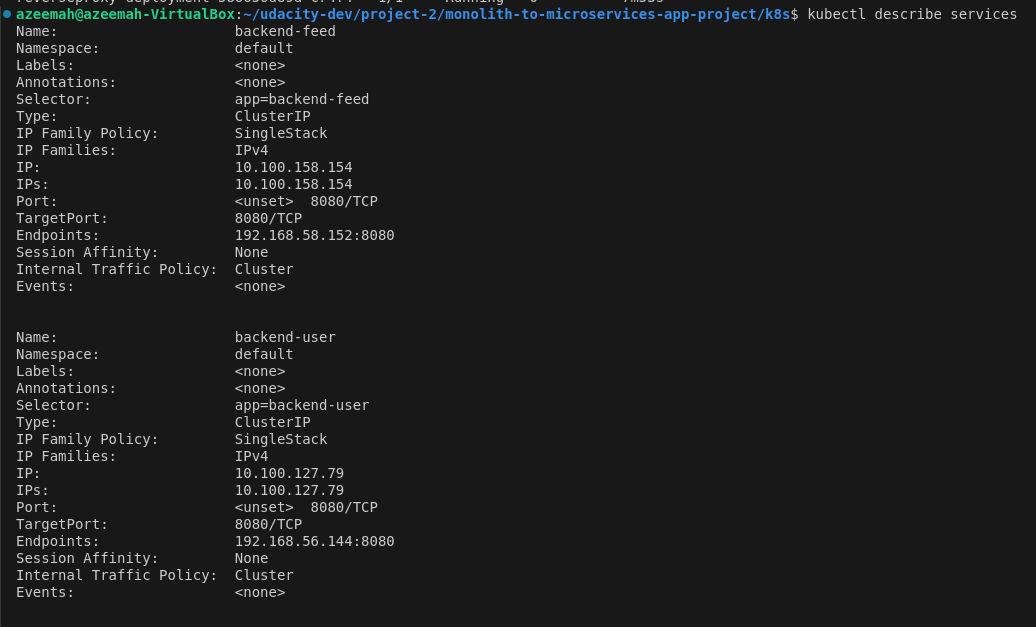 azeemah@azeemah-VirtualBox:~/udacity-dev/project-2/monolith-to-microservices-app-project/k8s$ kubectl describe services
Name:                     backend-feed
Namespace:                default
Labels:                   <none>
Annotations:              <none>
Selector:                 app=backend-feed
Type:                     ClusterIP
IP Family Policy:         SingleStack
IP Families:              IPv4
IP:                       10.100.158.154
IPs:                      10.100.158.154
Port:                     <unset>  8080/TCP
TargetPort:               8080/TCP
Endpoints:                192.168.58.152:8080
Session Affinity:         None
Internal Traffic Policy:  Cluster
Events:                   <none>
Name:                     backend-user
Namespace:                default
Labels:                   <none>
Annotations:              <none>
Selector:                 app=backend-user
Type:                     ClusterIP
IP Family Policy:         SingleStack
IP Families:              IPv4
IP:                       10.100.127.79
IPs:                      10.100.127.79
Port:                     <unset>  8080/TCP
TargetPort:               8080/TCP
Endpoints:                192.168.56.144:8080
Session Affinity:         None
Internal Traffic Policy:  Cluster
Events:                   <none>